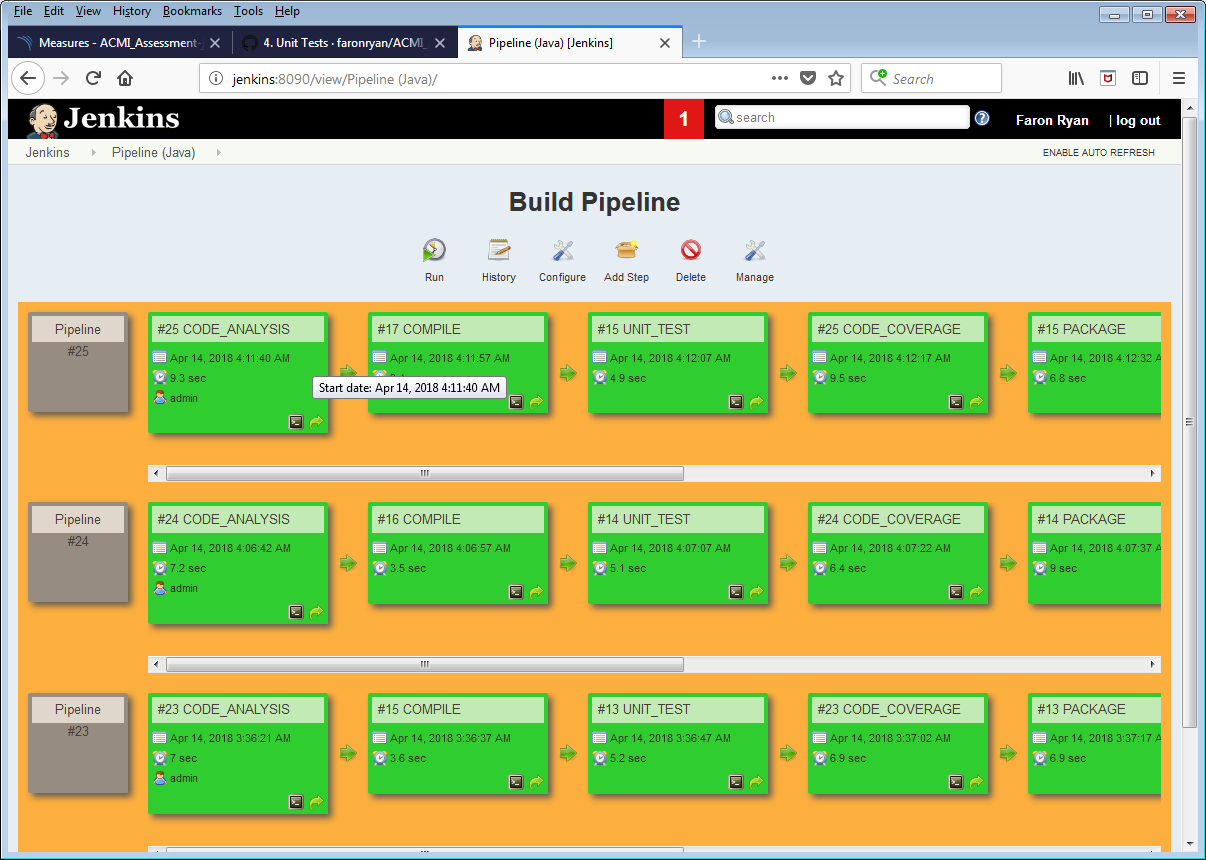 File Edit View History Bookmarks Tools Help
Measures - ACMI_Assessment-
4. Unit Tests · faronryan/ACMI_
Pipeline (Java) [Jenkins]
jenkins:8090/view/Pipeline (Java)/
Search
Jenkins
1
search
Faron Ryan
| log out
Jenkins
Pipeline (Java)
ENABLE AUTO REFRESH
Build Pipeline
Run
History
Configure
Add Step
Delete
Manage
Pipeline
#25
#25 CODE_ANALYSIS
Apr 14, 2018 4:11:40 AM
9.3 sec
admin
Start date: Apr 14, 2018 4:11:40 AM
#17 COMPILE
Apr 14, 2018 4:11:57 AM
#15 UNIT_TEST
Apr 14, 2018 4:12:07 AM
4.9 sec
#25 CODE_COVERAGE
Apr 14, 2018 4:12:17 AM
9.5 sec
#15 PACKAGE
Apr 14, 2018 4:12:32 A
6.8 sec
Pipeline
#24
#24 CODE_ANALYSIS
Apr 14, 2018 4:06:42 AM
7.2 sec
admin
#16 COMPILE
Apr 14, 2018 4:06:57 AM
3.5 sec
#14 UNIT_TEST
Apr 14, 2018 4:07:07 AM
5.1 sec
#24 CODE_COVERAGE
Apr 14, 2018 4:07:22 AM
6.4 sec
#14 PACKAGE
Apr 14, 2018 4:07:37 A
9 sec
Pipeline
#23
#23 CODE_ANALYSIS
Apr 14, 2018 3:36:21 AM
7 sec
admin
#15 COMPILE
Apr 14, 2018 3:36:37 AM
3.6 sec
#13 UNIT_TEST
Apr 14, 2018 3:36:47 AM
5.2 sec
#23 CODE_COVERAGE
Apr 14, 2018 3:37:02 AM
6.9 sec
#13 PACKAGE
Apr 14, 2018 3:37:17 A
6.9 sec